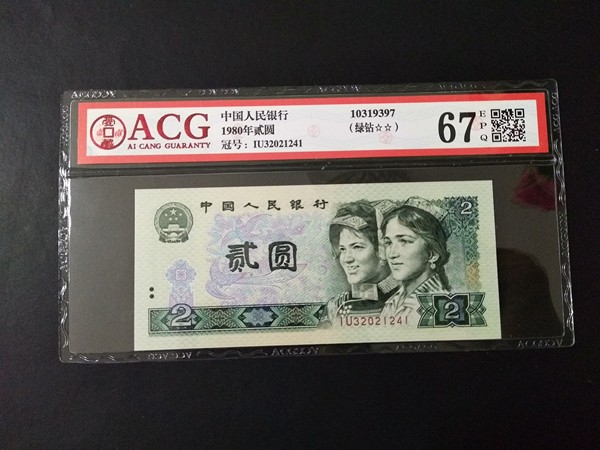 ACG
AI CANG GUARANTY
中国人民银行
1980年贰圆
冠号：IU32021241
10319397
（绿钻☆☆）
67
EPQ
中国人民银行
贰圆
2
2
2
IU32021241